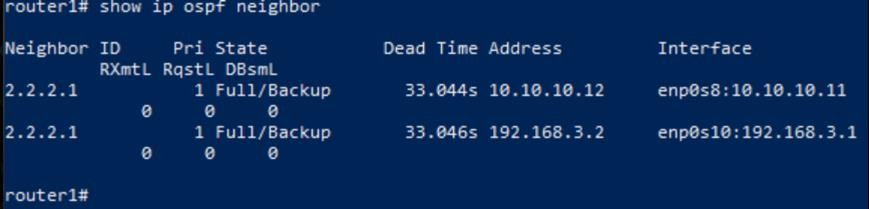 router1# show ip ospf neighbor
Neighbor ID     Pri State           Dead Time Address         Interface
RXmtL RqstL DBsmL
2.2.2.1           1 Full/Backup       33.044s 10.10.10.12     enp0s8:10.10.10.11
0     0     0
2.2.2.1           1 Full/Backup       33.046s 192.168.3.2     enp0s10:192.168.3.1
0     0     0
router1#